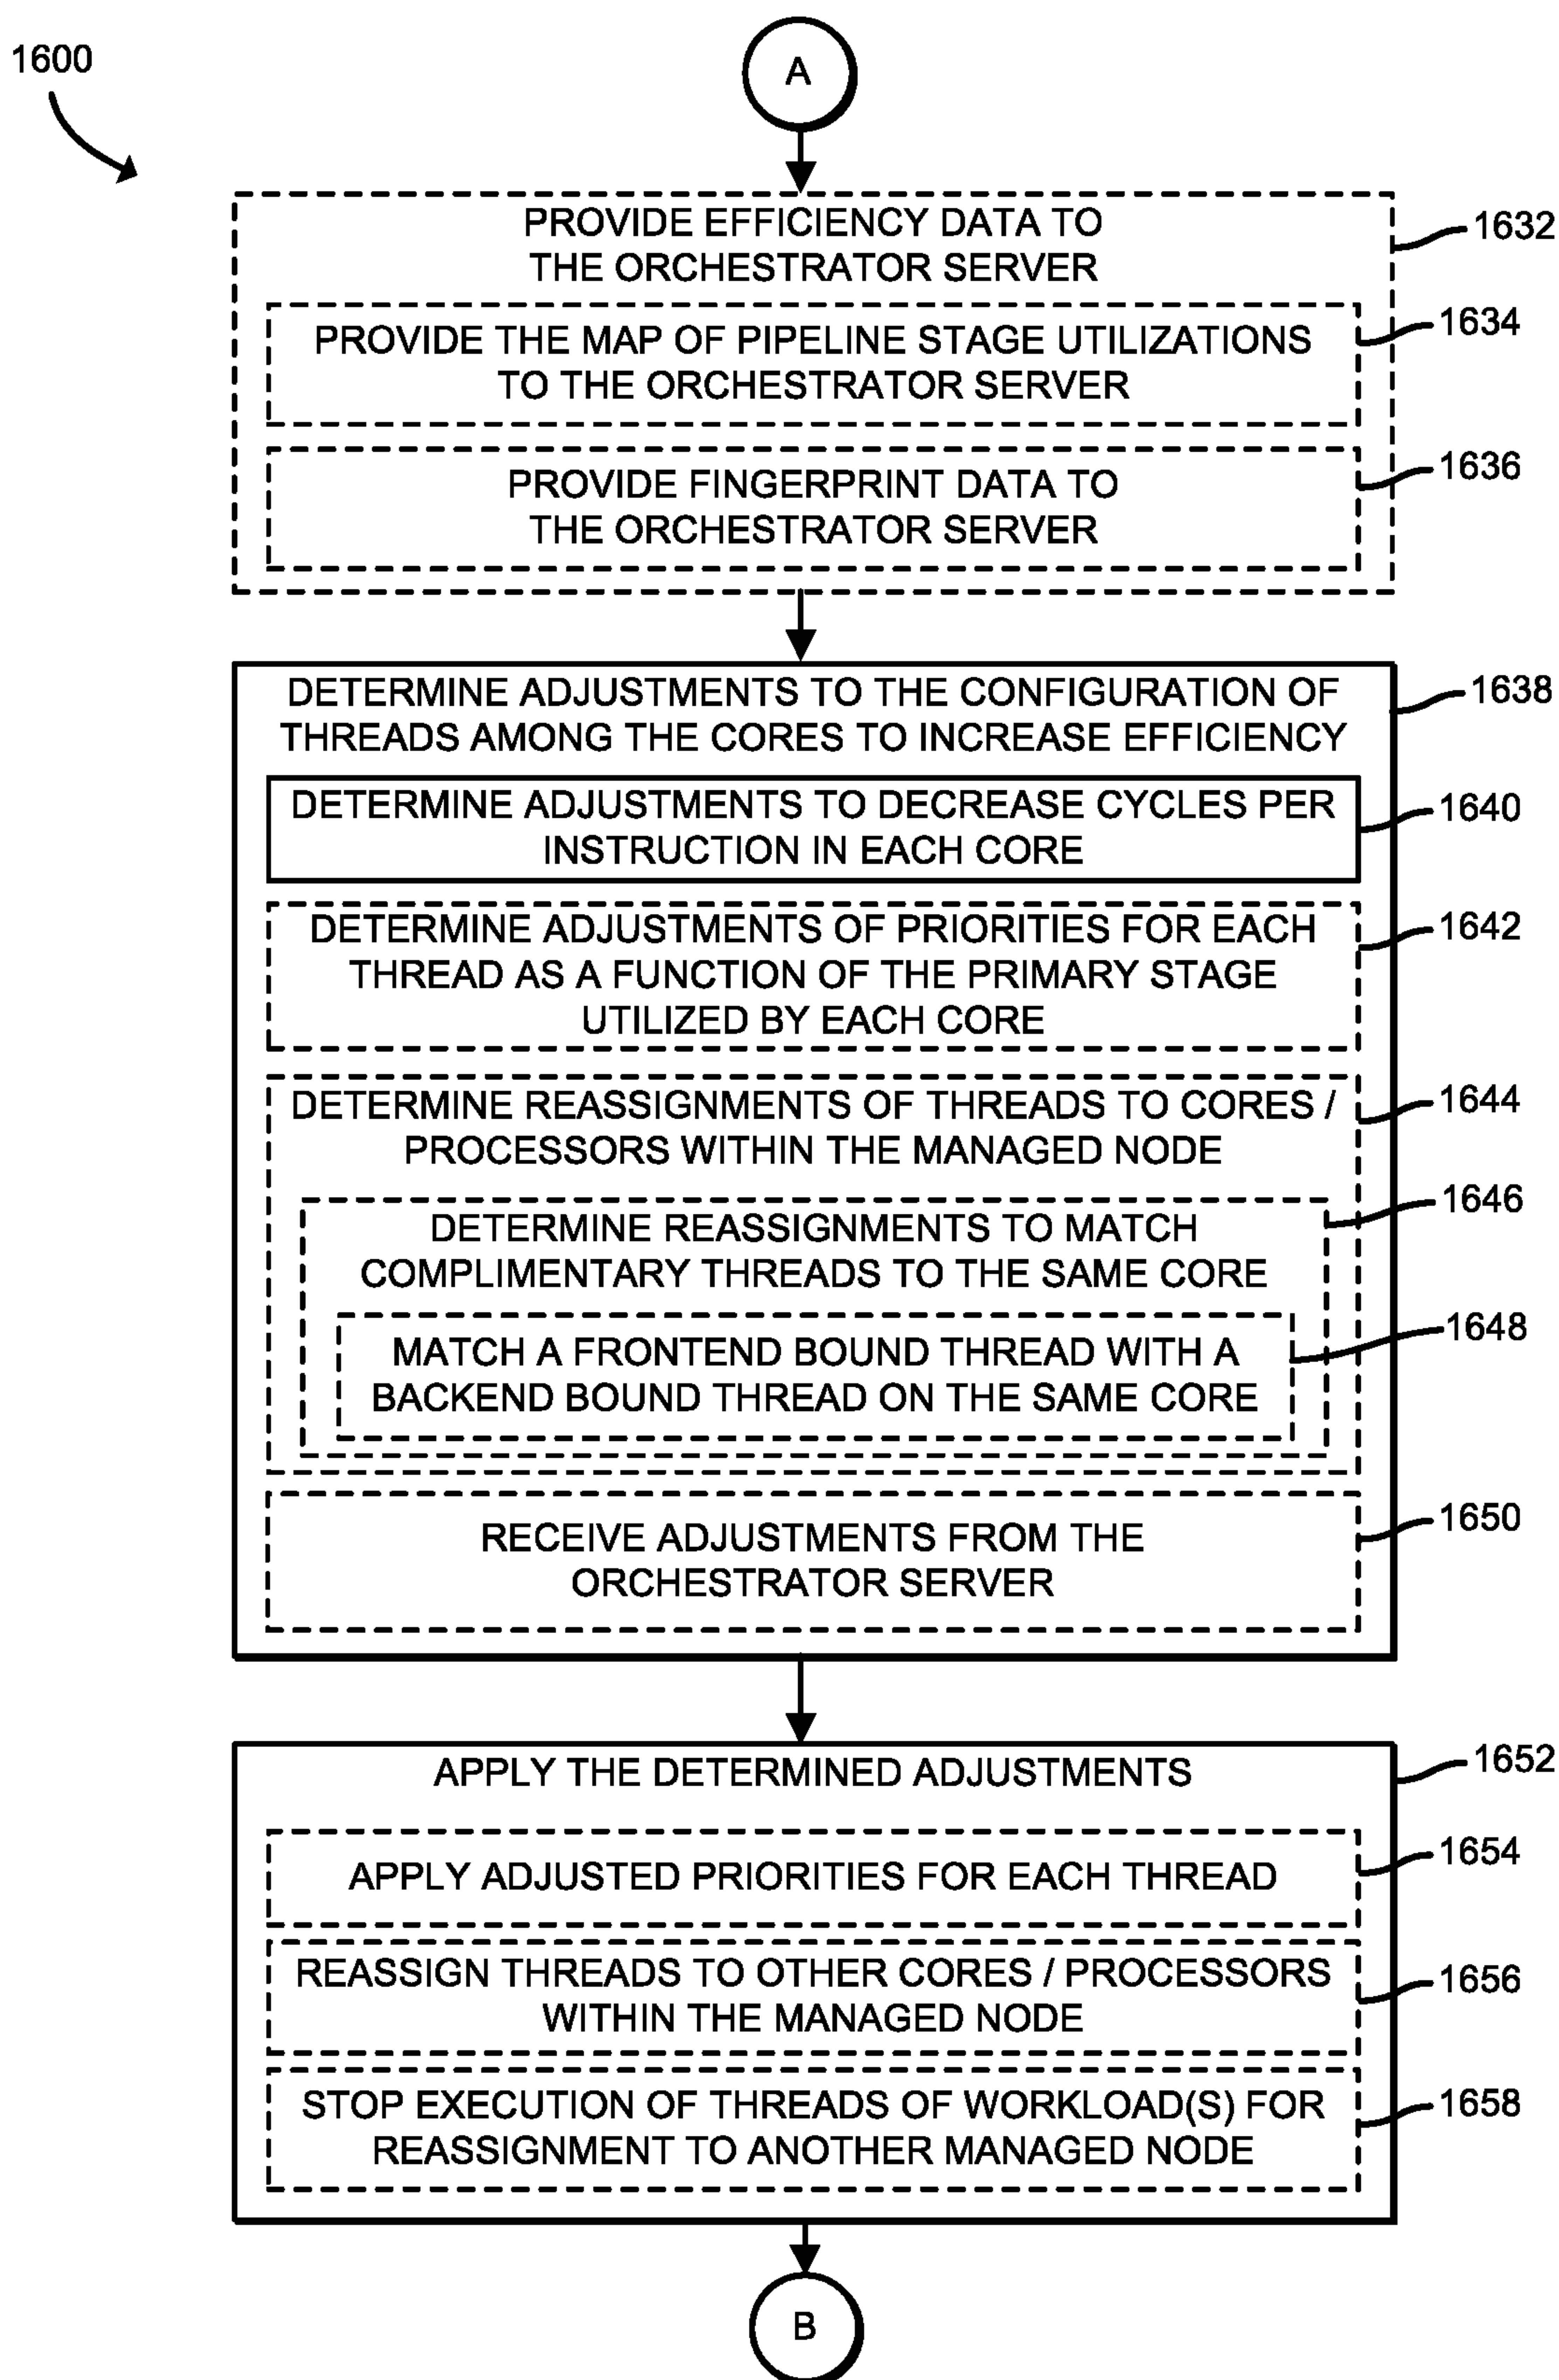 1600
A
PROVIDE EFFICIENCY DATA TO
THE ORCHESTRATOR SERVER
1632
PROVIDE THE MAP OF PIPELINE STAGE UTILIZATIONS
TO THE ORCHESTRATOR SERVER
1634
PROVIDE FINGERPRINT DATA TO
THE ORCHESTRATOR SERVER
1636
DETERMINE ADJUSTMENTS TO THE CONFIGURATION OF
THREADS AMONG THE CORES TO INCREASE EFFICIENCY
1638
DETERMINE ADJUSTMENTS TO DECREASE CYCLES PER
INSTRUCTION IN EACH CORE
1640
DETERMINE ADJUSTMENTS OF PRIORITIES FOR EACH
THREAD AS A FUNCTION OF THE PRIMARY STAGE
UTILIZED BY EACH CORE
1642
DETERMINE REASSIGNMENTS OF THREADS TO CORES /
PROCESSORS WITHIN THE MANAGED NODE
1644
DETERMINE REASSIGNMENTS TO MATCH
COMPLIMENTARY THREADS TO THE SAME CORE
1646
MATCH A FRONTEND BOUND THREAD WITH A
BACKEND BOUND THREAD ON THE SAME CORE
1648
RECEIVE ADJUSTMENTS FROM THE
ORCHESTRATOR SERVER
1650
APPLY THE DETERMINED ADJUSTMENTS
1652
APPLY ADJUSTED PRIORITIES FOR EACH THREAD
1654
REASSIGN THREADS TO OTHER CORES / PROCESSORS
WITHIN THE MANAGED NODE
1656
STOP EXECUTION OF THREADS OF WORKLOAD(S) FOR
REASSIGNMENT TO ANOTHER MANAGED NODE
1658
B